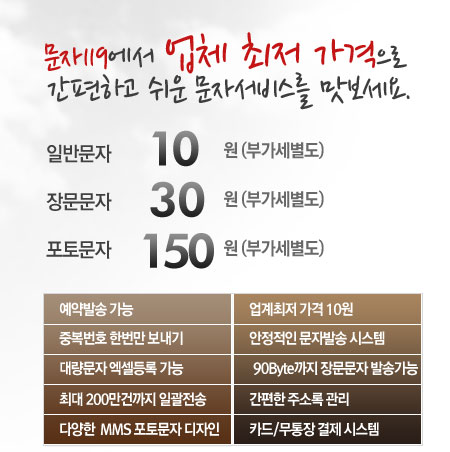 문자119에서 업체 최저 가격으로
간편하고 쉬운 문자서비스를 맛보세요.
일반문자 10 원 (부가세별도)
장문문자 30 원 (부가세별도)
포토문자 150 원 (부가세별도)
예약발송 가능 업계최저 가격 10원
중복번호 한번만 보내기 안정적인 문자발송 시스템
대량문자 엑셀등록 가능 90Byte까지 장문문자 발송가능
최대 200만건까지 일괄전송 간편한 주소록 관리
다양한 MMS 포토문자 디자인 카드/무통장 결제 시스템